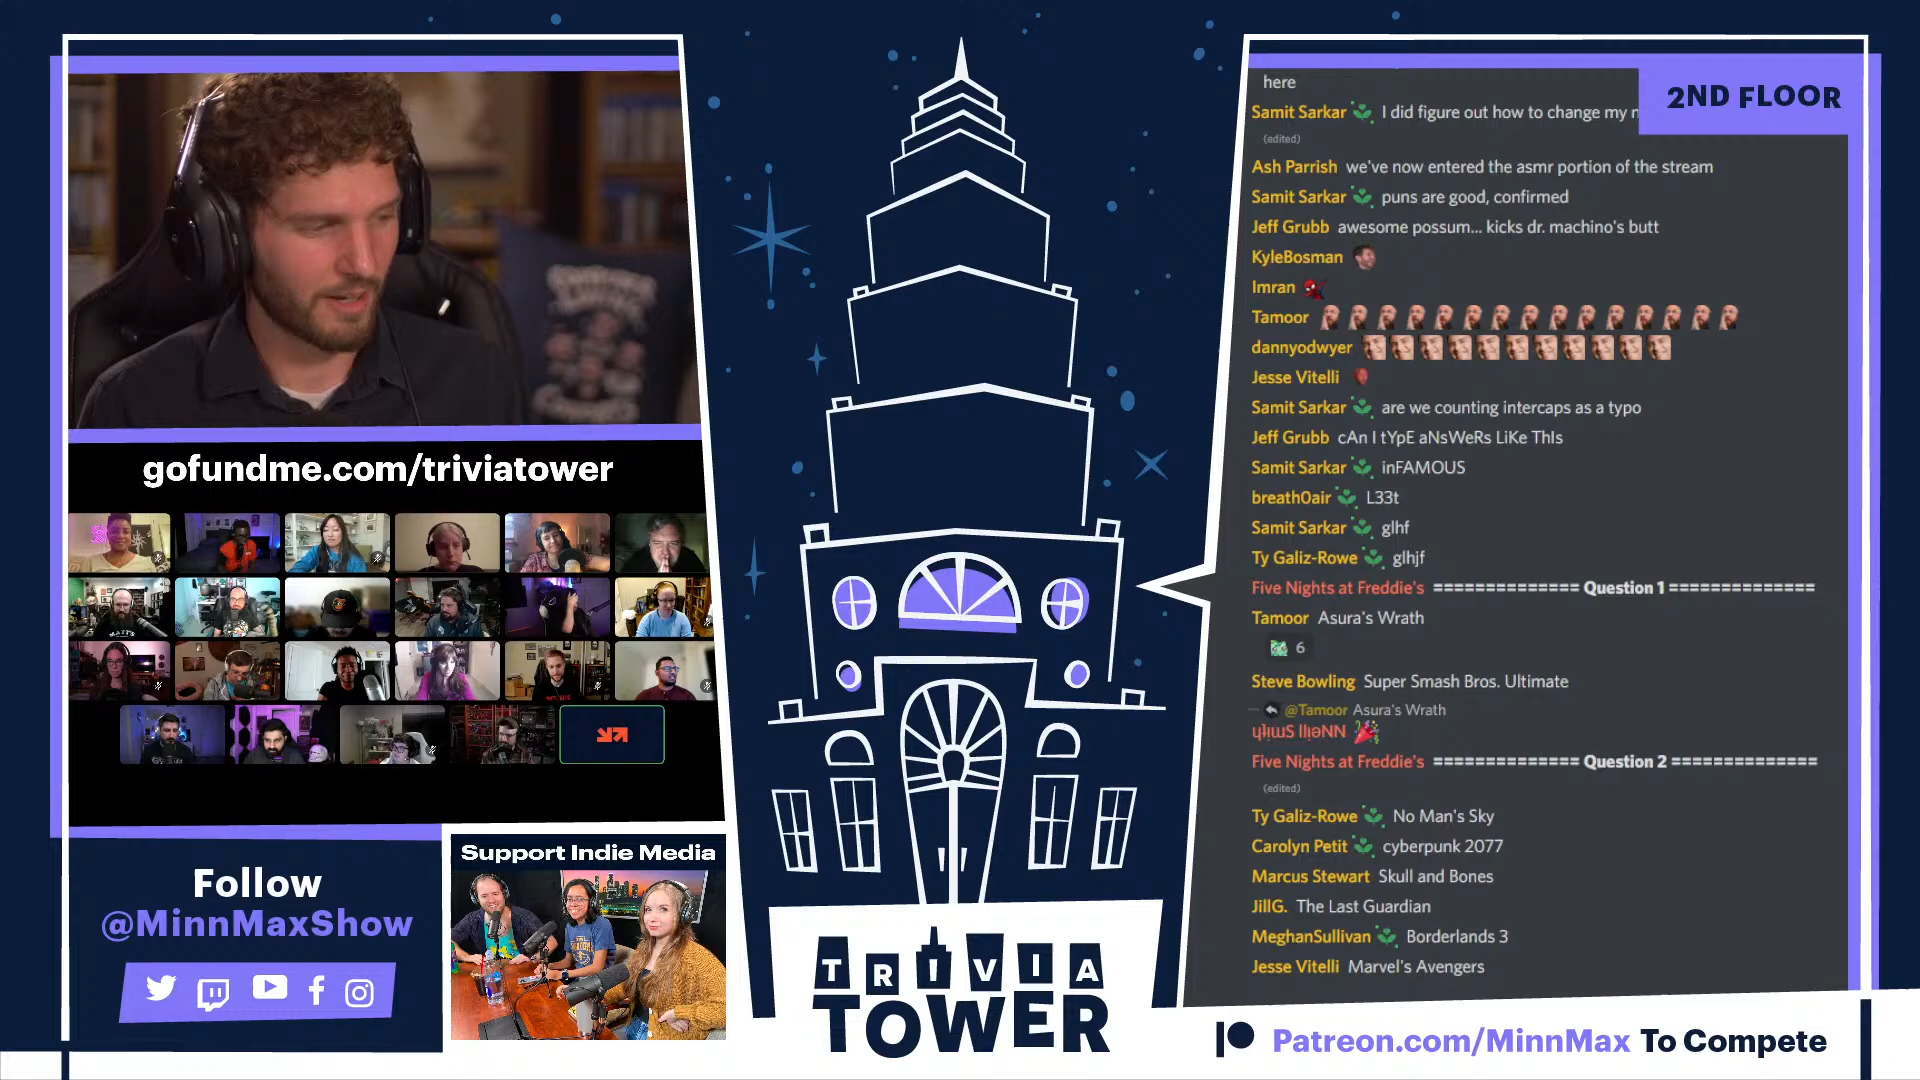 gofundme.com/triviatower
Follow
@MinnMaxShow
Support Indie Media
TRIVIA
TOWER
2ND FLOOR
here
Samit Sarkar I did figure out how to change my
(edited)
Ash Parrish we've now entered the asmr portion of the stream
Samit Sarkar puns are good, confirmed
Jeff Grubb awesome possum... kicks dr. machino's butt
KyleBosman
Imran
Tamoor
dannyodwyer
Jesse Vitelli
Samit Sarkar are we counting intercaps as a typo
Jeff Grubb cAn I tYpE aNsWeRs LiKe ThIs
Samit Sarkar inFAMOUS
breath0air L33t
Samit Sarkar glhf
Ty Galiz-Rowe glhjf
Five Nights at Freddie's ============== Question 1 ==============
Tamoor Asura's Wrath
6
Steve Bowling Super Smash Bros. Ultimate
@Tamoor Asura's Wrath
Five Nights at Freddie's ============== Question 2 ==============
(edited)
Ty Galiz-Rowe No Man's Sky
Carolyn Petit cyberpunk 2077
Marcus Stewart Skull and Bones
JillG. The Last Guardian
MeghanSullivan Borderlands 3
Jesse Vitelli Marvel's Avengers
Patreon.com/MinnMax To Compete